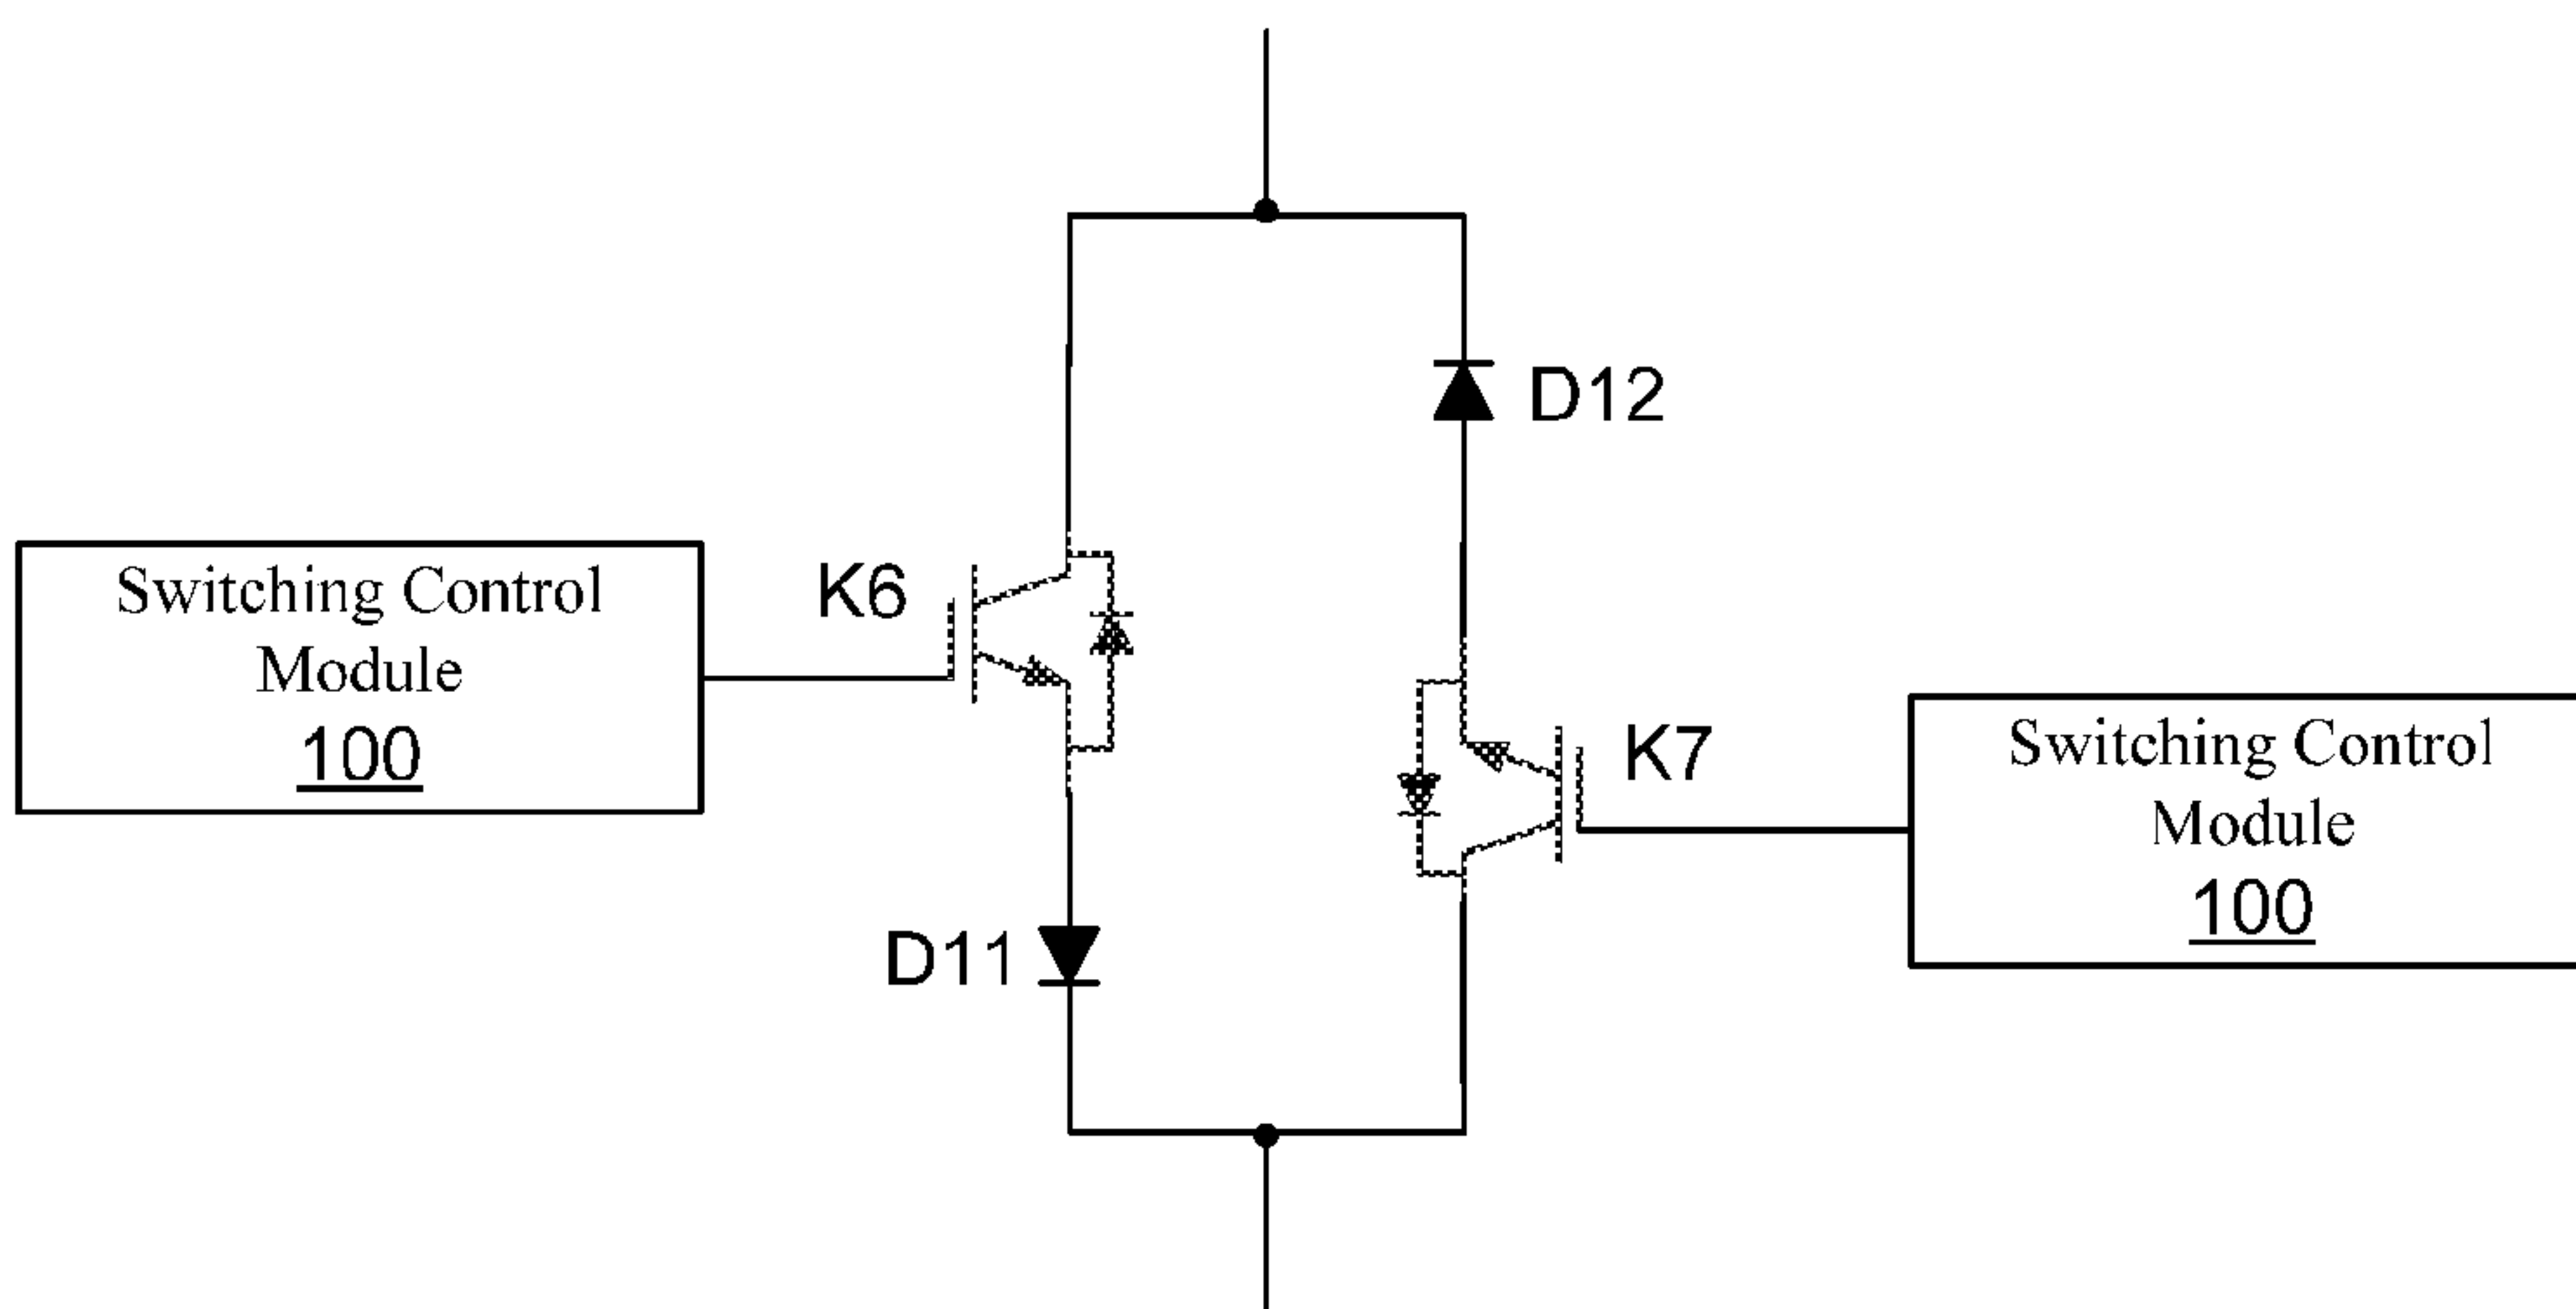 D12
Switching Control
Module
100
K6
K7
Switching Control
Module
100
D11